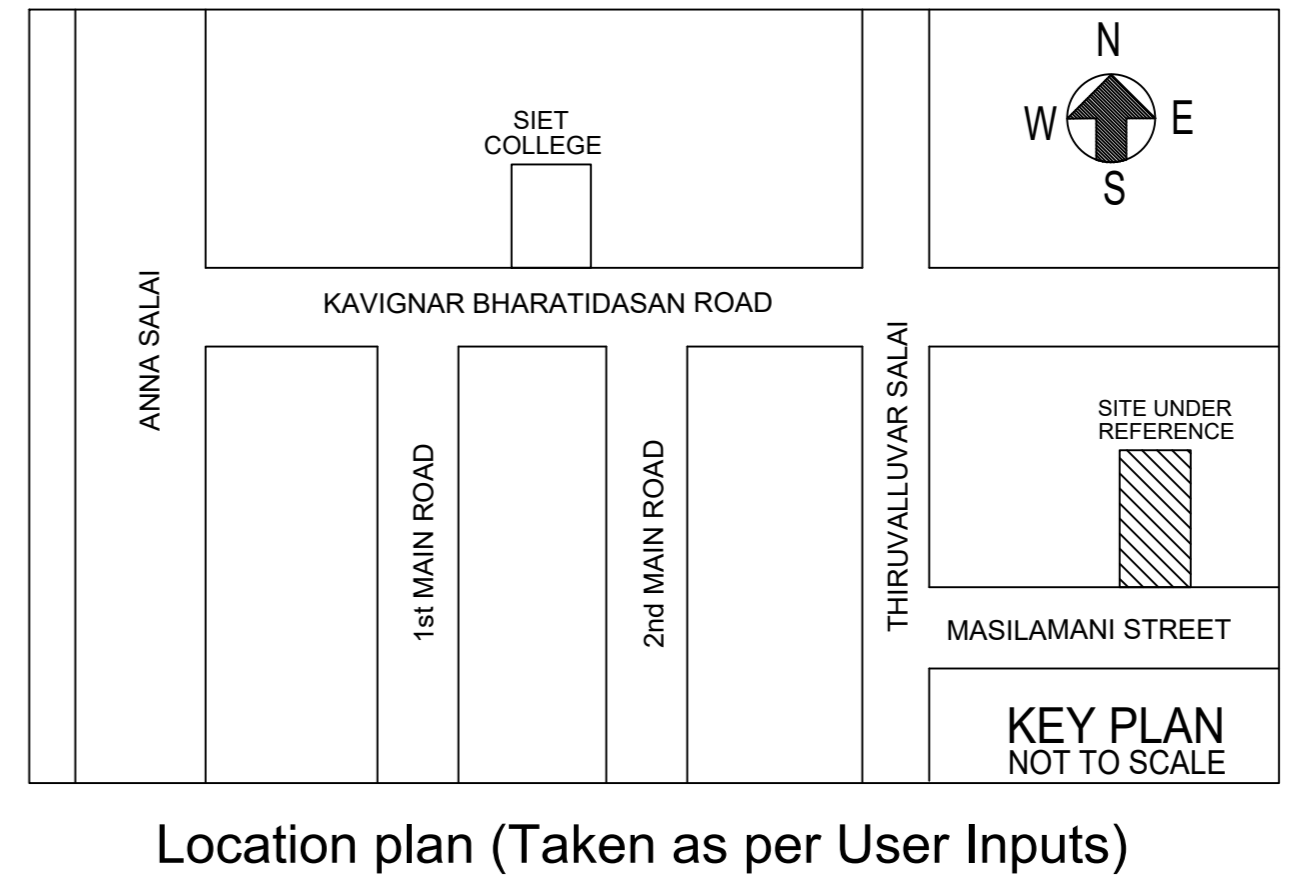 N
W
E
S
SIET
COLLEGE
KAVIGNAR BHARATIDASAN ROAD
ANNA SALAI
1st MAIN ROAD
2nd MAIN ROAD
THIRUVALLUVAR SALAI
SITE UNDER
REFERENCE
MASILAMANI STREET
KEY PLAN
NOT TO SCALE
Location plan (Taken as per User Inputs)